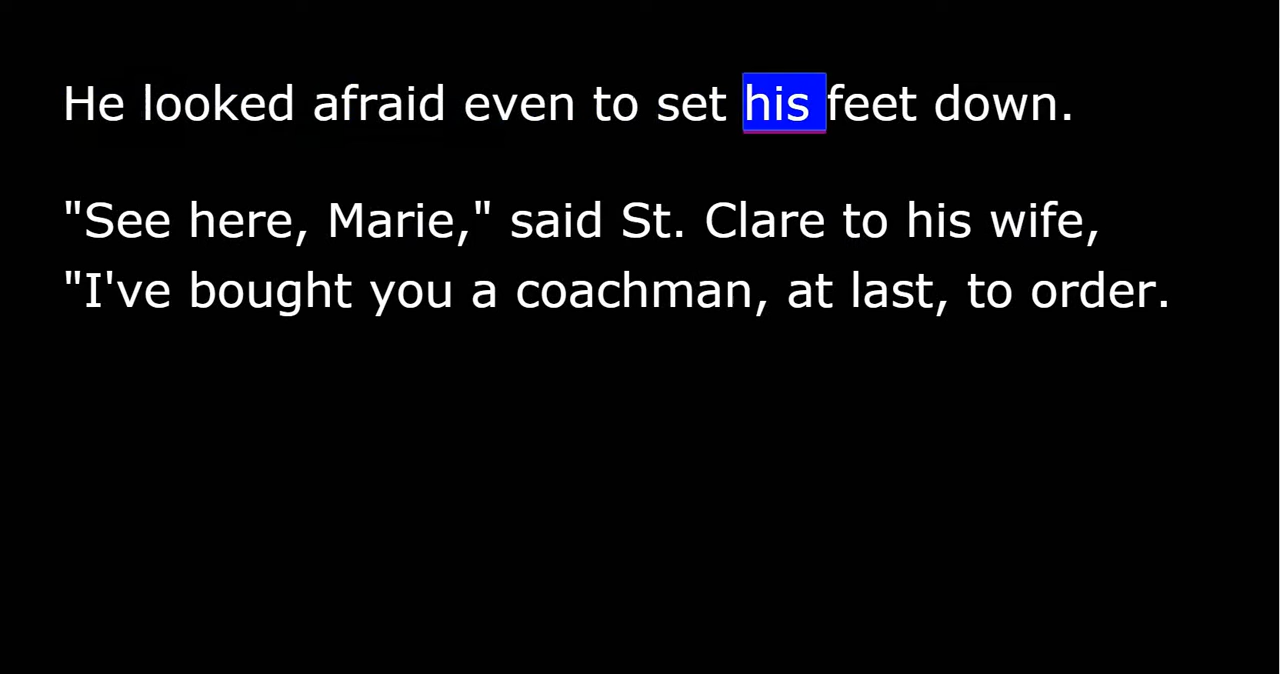 He looked afraid even to set his feet down.
"See here, Marie," said St. Clare to his wife,
"I've bought you a coachman, at last, to order.